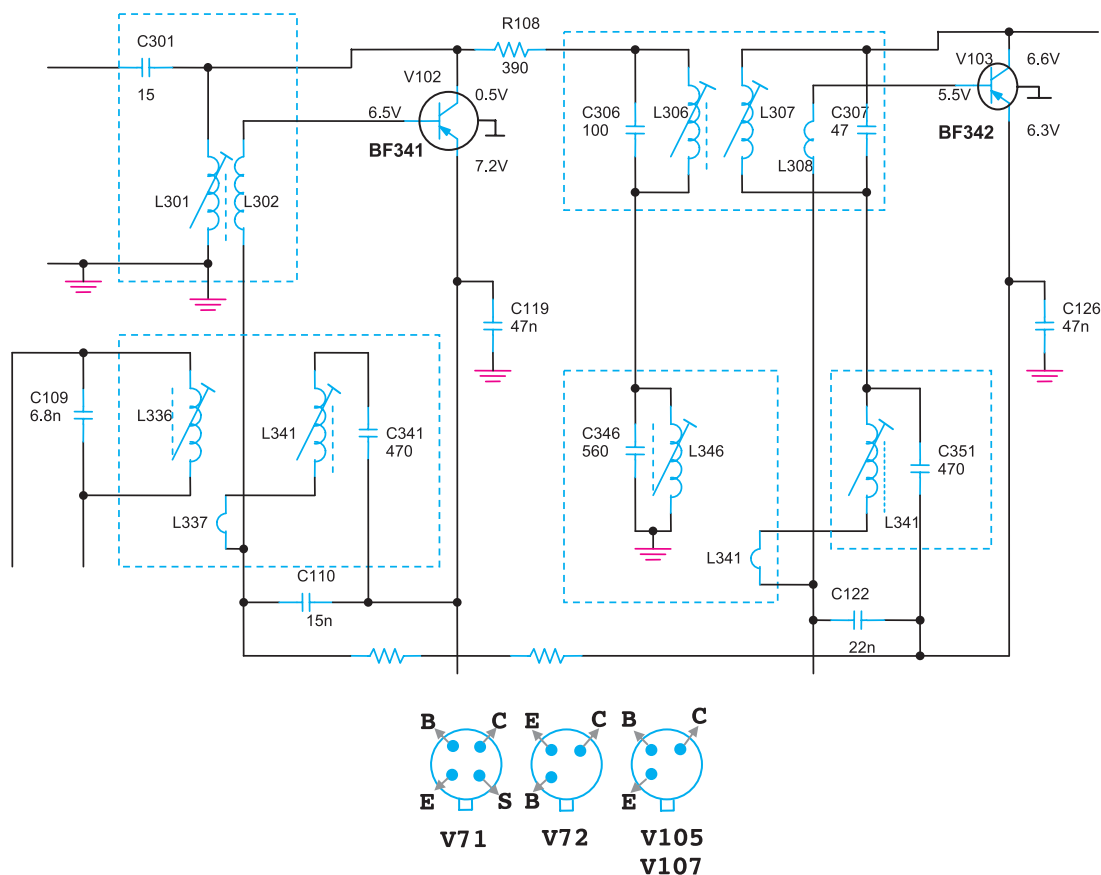 C301
15
R108
390
V102
0.5V
6.5V
BF341
7.2V
C306
100
L306
L307
C307
47
L308
V103
6.6V
5.5V
BF342
6.3V
L301
L302
C119
47n
C126
47n
C109
6.8n
L336
L341
C341
470
L337
C110
15n
C346
560
L346
C351
470
L341
L341
C122
22n
B
C
E
S
V71
E
C
B
V72
B
C
E
V105
V107